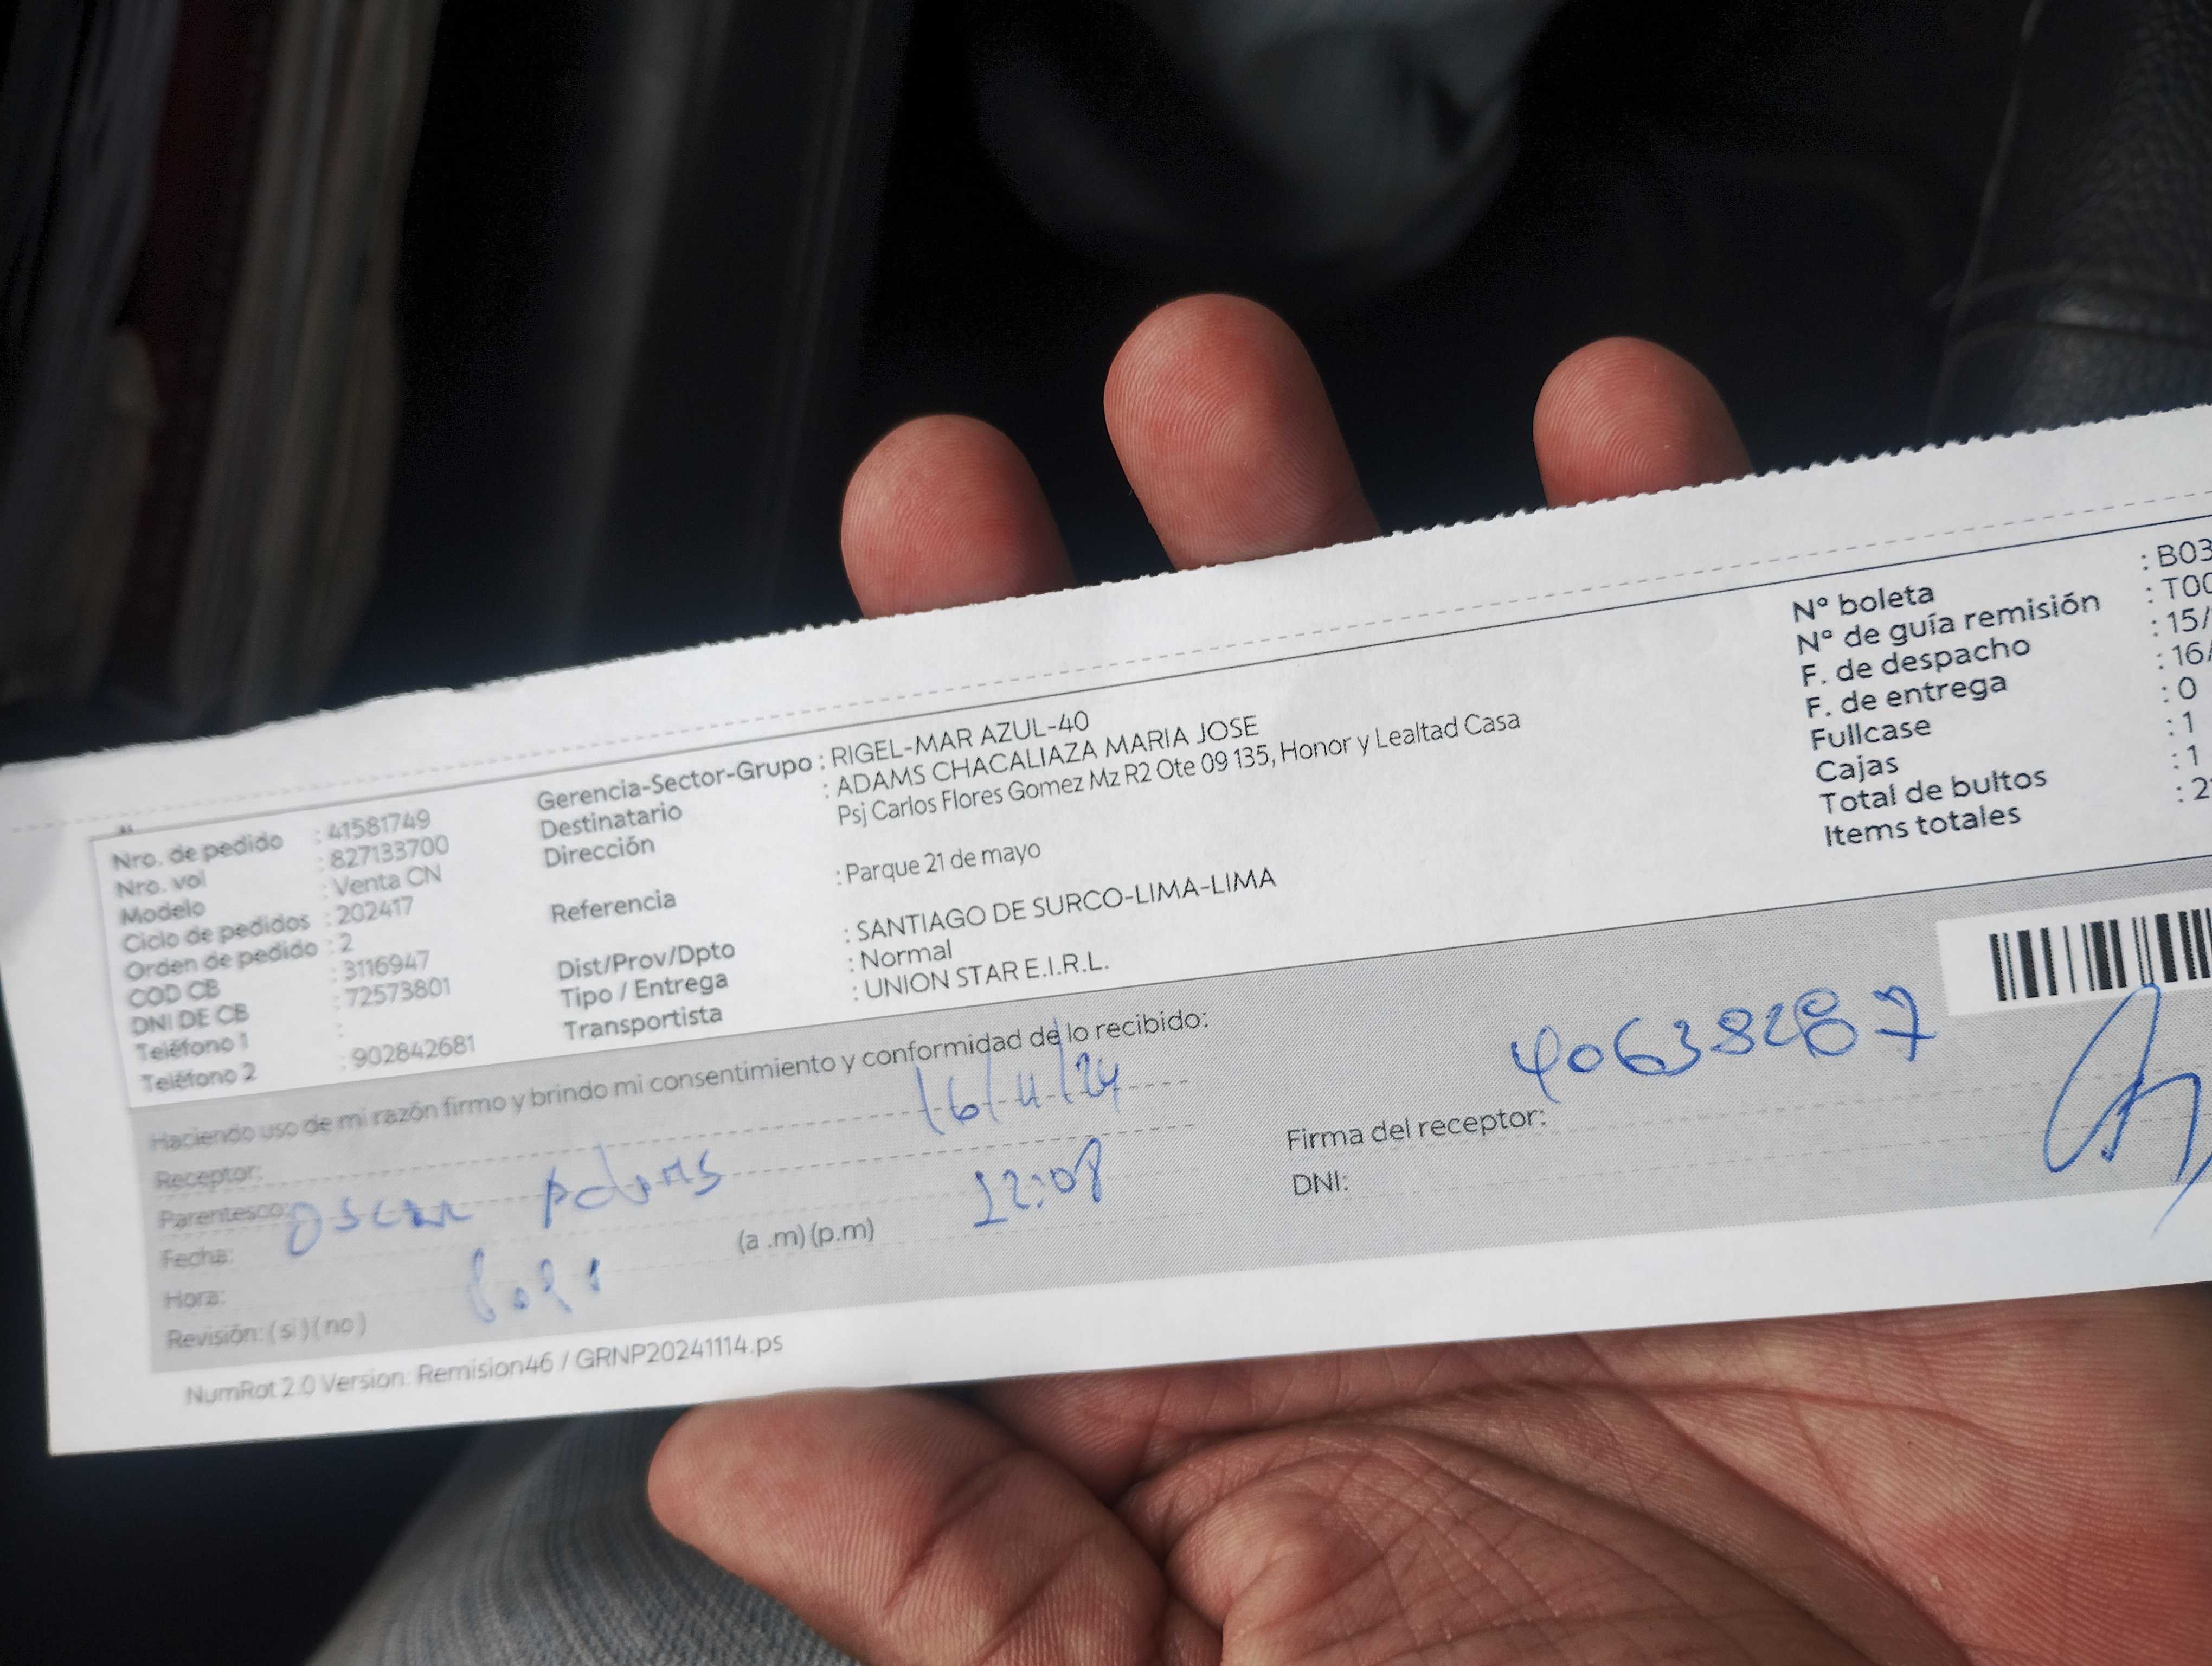 Nro. de pedido : 41581749
Nro. vol : 827133700
Modelo : Venta CN
Ciclo de pedidos : 202417
Orden de pedido : 2
COD CB : 3116947
DNI DE CB : 72573801
Teléfono 1 :
Teléfono 2 : 902842681
Gerencia-Sector-Grupo : RIGEL-MAR AZUL-40
Destinatario : ADAMS CHACALIAZA MARIA JOSE
Dirección Psj Carlos Flores Gomez Mz R2 Ote 09 135, Honor y Lealtad Casa
Referencia : Parque 21 de mayo
Dist/Prov/Dpto : SANTIAGO DE SURCO-LIMA-LIMA
Tipo / Entrega : Normal
Transportista : UNION STAR E.I.R.L.
N° boleta : B03
N° de guía remisión : T00
F. de despacho : 15/
F. de entrega : 16/
Fullcase : 0
Cajas : 1
Total de bultos : 1
Items totales : 2
Haciendo uso de mi razón firmo y brindo mi consentimiento y conformidad de lo recibido:
16/11/24
Receptor:
Parentesco: Oscar Adams
Fecha:
Hora: (a .m) (p.m) 12:08
Revisión: ( si ) ( no )
Firma del receptor:
DNI:
NumRot 2.0 Version: Remision46 / GRNP20241114.ps